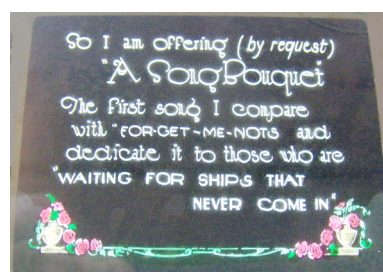 So I am offering (by request)
"A Song Bouquet"
The first song I compare
with "FOR-GET-ME-NOTS and
dedicate it to those who are
"WAITING FOR SHIPS THAT
NEVER COME IN"